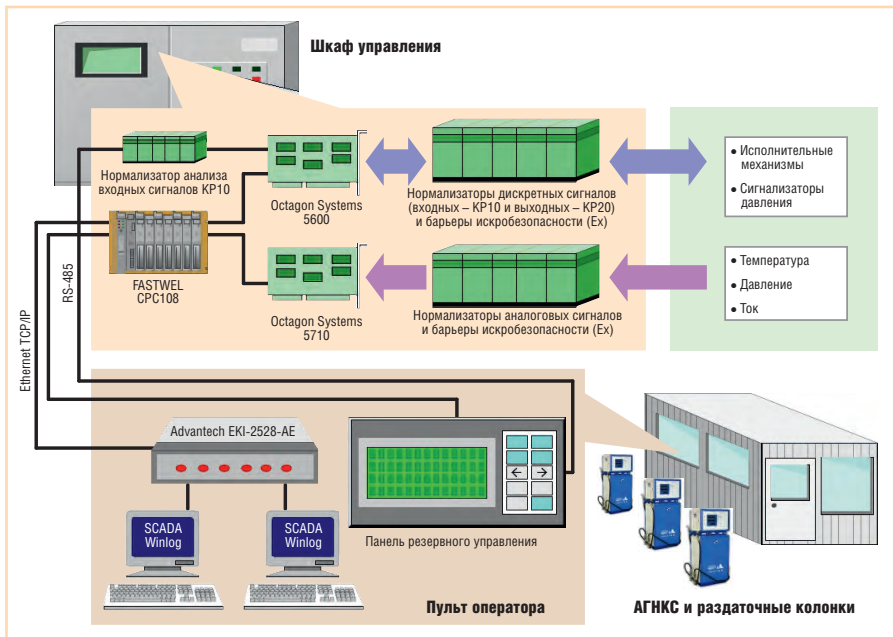 Шкаф управления
Нормализатор анализа
входных сигналов КР10
Octagon Systems
5600
Нормализаторы дискретных сигналов
(входных – КР10 и выходных – КР20)
и барьеры искробезопасности (Ex)
• Исполнительные
механизмы
• Сигнализаторы
давления
FASTWEL
CPC108
Octagon Systems
5710
Нормализаторы аналоговых сигналов
и барьеры искробезопасности (Ex)
• Температура
• Давление
• Ток
RS-485
Ethernet TCP/IP
Advantech EKI-2528-AE
SCADA
Winlog
SCADA
Winlog
Панель резервного управления
Пульт оператора
АГНКС и раздаточные колонки